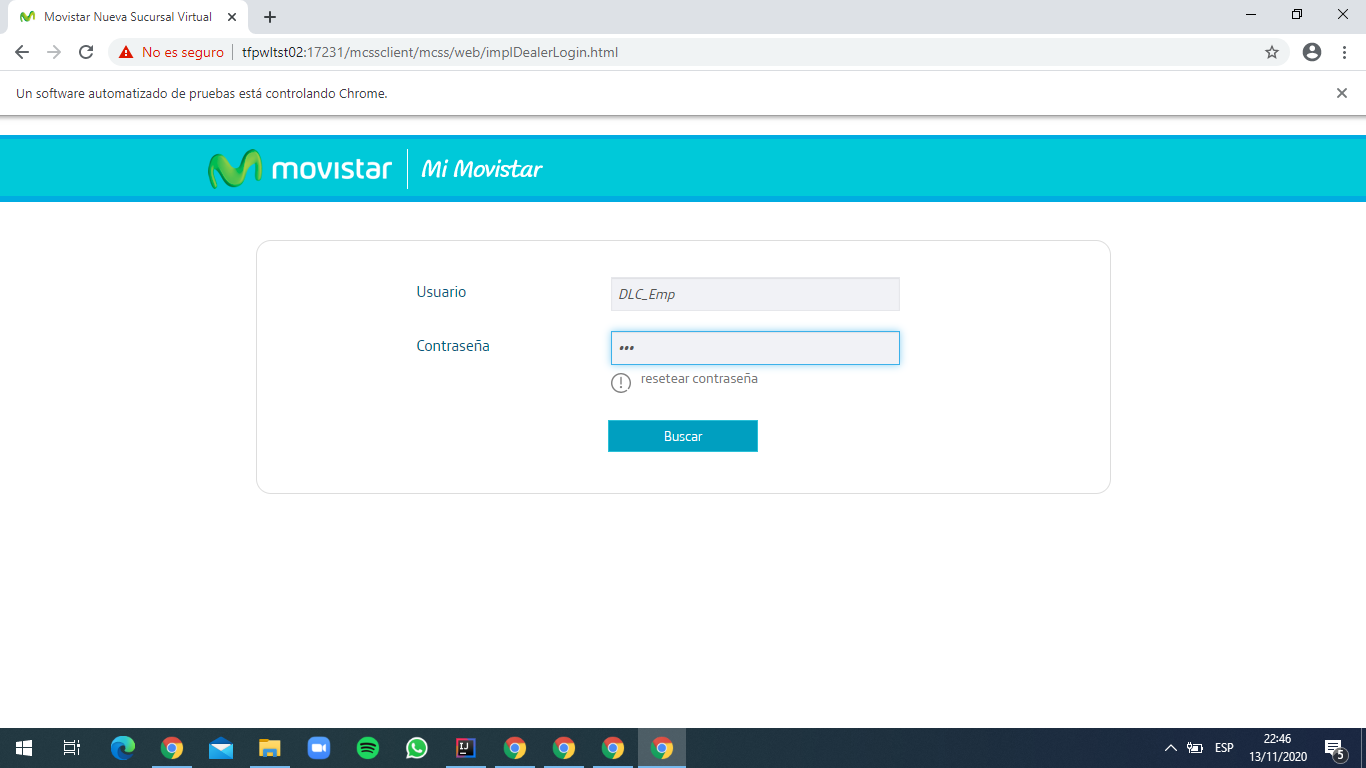 Movistar Nueva Sucursal Virtual
No es seguro
tfpwltst02:17231/mcssclient/mcss/web/implDealerLogin.html
Un software automatizado de pruebas está controlando Chrome.
movistar
Mi Movistar
Usuario
DLC_Emp
Contraseña
•••
resetear contraseña
Buscar
IJ
ESP
22:46
13/11/2020
5